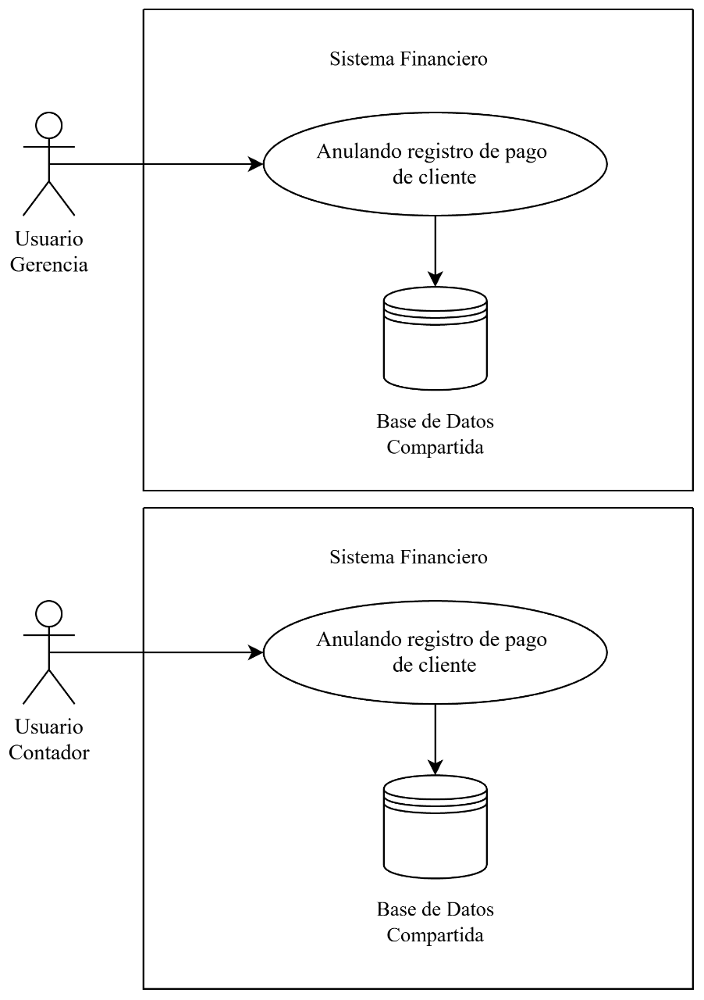 Sistema Financiero
Anulando registro de pago
de cliente
Usuario
Gerencia
Base de Datos
Compartida
Sistema Financiero
Anulando registro de pago
de cliente
Usuario
Contador
Base de Datos
Compartida